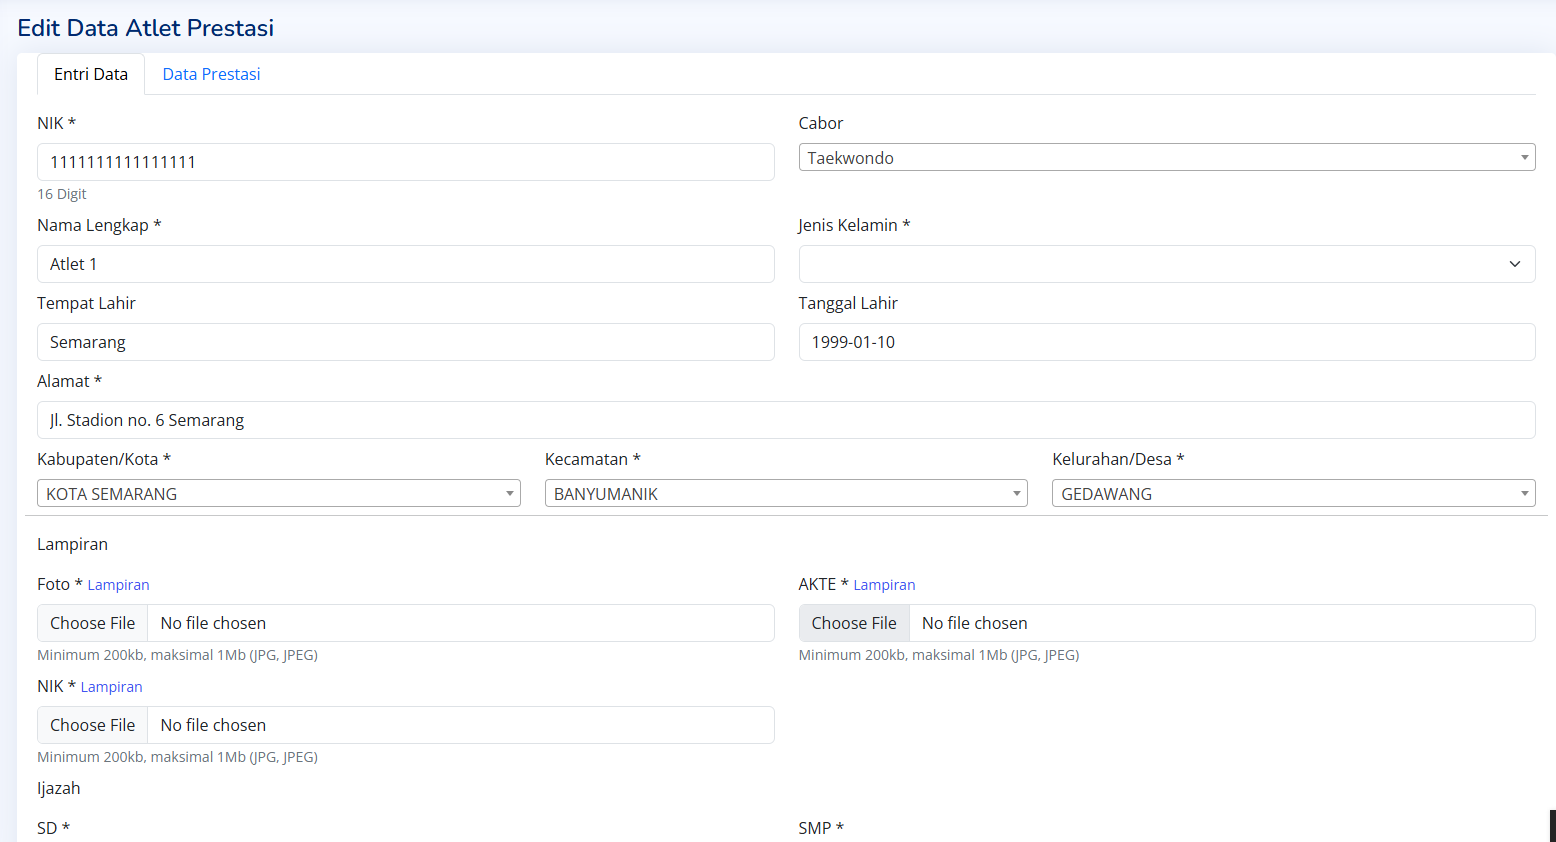 Edit Data Atlet Prestasi
Entri Data Data Prestasi
NIK * Cabor
1111111111111111 Taekwondo
16 Digit
Nama Lengkap * Jenis Kelamin *
Atlet 1
Tempat Lahir Tanggal Lahir
Semarang 1999-01-10
Alamat *
Jl. Stadion no. 6 Semarang
Kabupaten/Kota * Kecamatan * Kelurahan/Desa *
KOTA SEMARANG BANYUMANIK GEDAWANG
Lampiran
Foto * Lampiran AKTE * Lampiran
Choose File No file chosen Choose File No file chosen
Minimum 200kb, maksimal 1Mb (JPG, JPEG) Minimum 200kb, maksimal 1Mb (JPG, JPEG)
NIK * Lampiran
Choose File No file chosen
Minimum 200kb, maksimal 1Mb (JPG, JPEG)
Ijazah
SD * SMP *